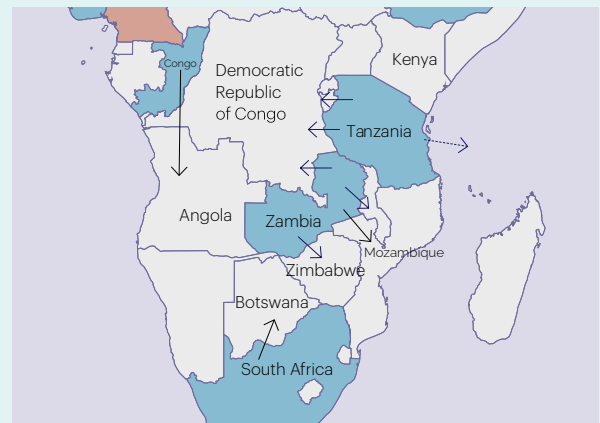 Kenya
Congo
Democratic
Republic
of Congo
Tanzania
Angola
Zambia
Mozambique
Zimbabwe
Botswana
South Africa